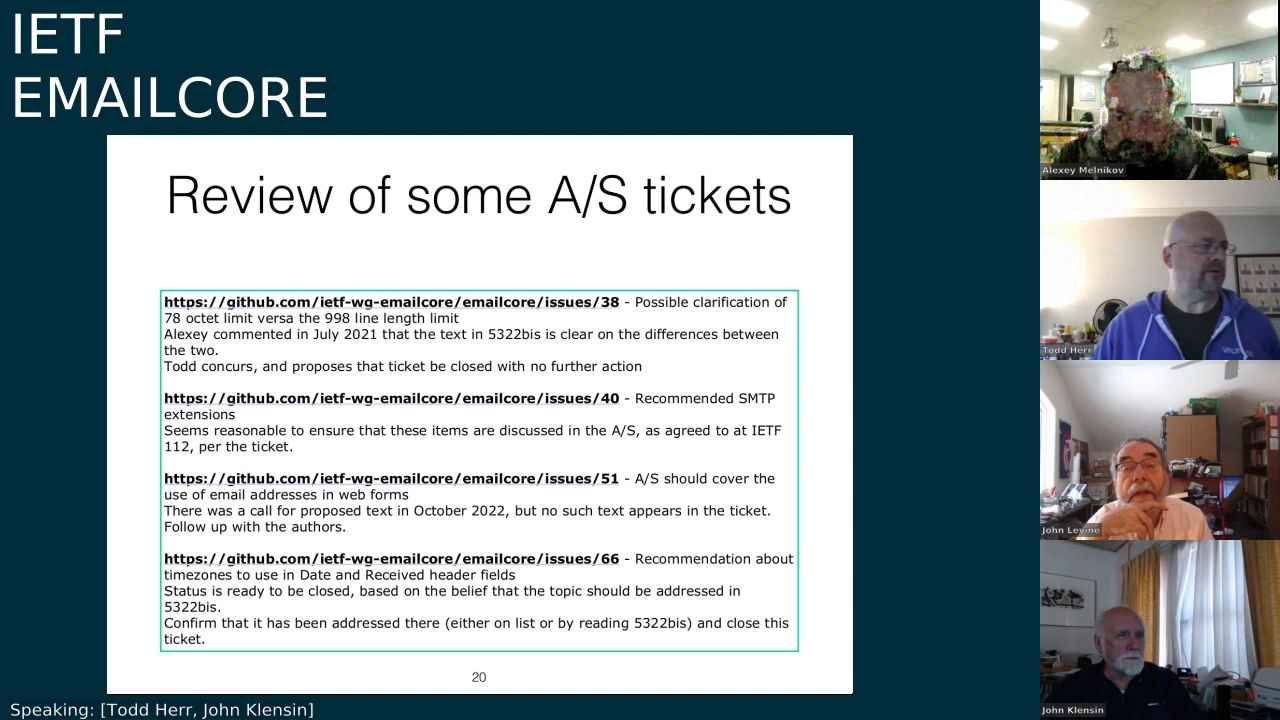 IETF
EMAILCORE
Review of some A/S tickets
https://github.com/ietf-wg-emailcore/emailcore/issues/38 - Possible clarification of
78 octet limit versa the 998 line length limit
Alexey commented in July 2021 that the text in 5322bis is clear on the differences between
the two.
Todd concurs, and proposes that ticket be closed with no further action
https://github.com/ietf-wg-emailcore/emailcore/issues/40 - Recommended SMTP
extensions
Seems reasonable to ensure that these items are discussed in the A/S, as agreed to at IETF
112, per the ticket.
https://github.com/ietf-wg-emailcore/emailcore/issues/51 - A/S should cover the
use of email addresses in web forms
There was a call for proposed text in October 2022, but no such text appears in the ticket.
Follow up with the authors.
https://github.com/ietf-wg-emailcore/emailcore/issues/66 - Recommendation about
timezones to use in Date and Received header fields
Status is ready to be closed, based on the belief that the topic should be addressed in
5322bis.
Confirm that it has been addressed there (either on list or by reading 5322bis) and close this
ticket.
20
Speaking: [Todd Herr, John Klensin]
Alexey Melnikov
Todd Herr
John Levine
John Klensin